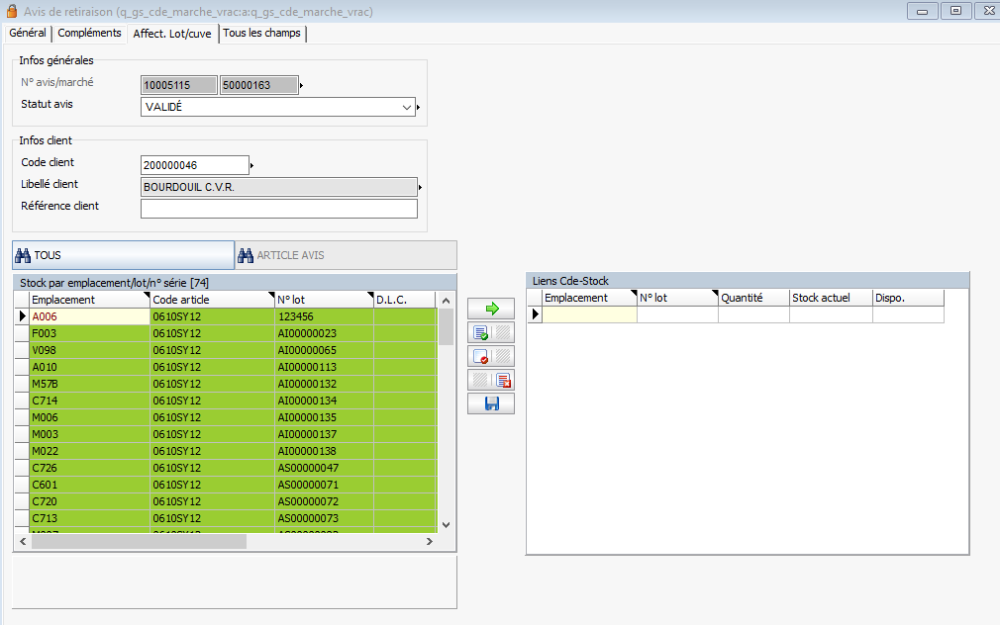 Avis de retiraison (q_gs_cde_marche_vrac:a:q_gs_cde_marche_vrac)
Général Compléments Affect. Lot/cuve Tous les champs
Infos générales
N° avis/marché 10005115 50000163
Statut avis VALIDÉ
Infos client
Code client 200000046
Libellé client BOURDOUIL C.V.R.
Référence client
TOUS ARTICLE AVIS
Stock par emplacement/lot/n° série [74]
Emplacement Code article N° lot D.L.C.
A006 0610SY12 123456
F003 0610SY12 AI00000023
V098 0610SY12 AI00000065
A010 0610SY12 AI00000113
M57B 0610SY12 AI00000132
C714 0610SY12 AI00000134
M006 0610SY12 AI00000135
M003 0610SY12 AI00000137
M022 0610SY12 AI00000138
C726 0610SY12 AS00000047
C601 0610SY12 AS00000071
C720 0610SY12 AS00000072
C713 0610SY12 AS00000073
Liens Cde-Stock
Emplacement N° lot Quantité Stock actuel Dispo.